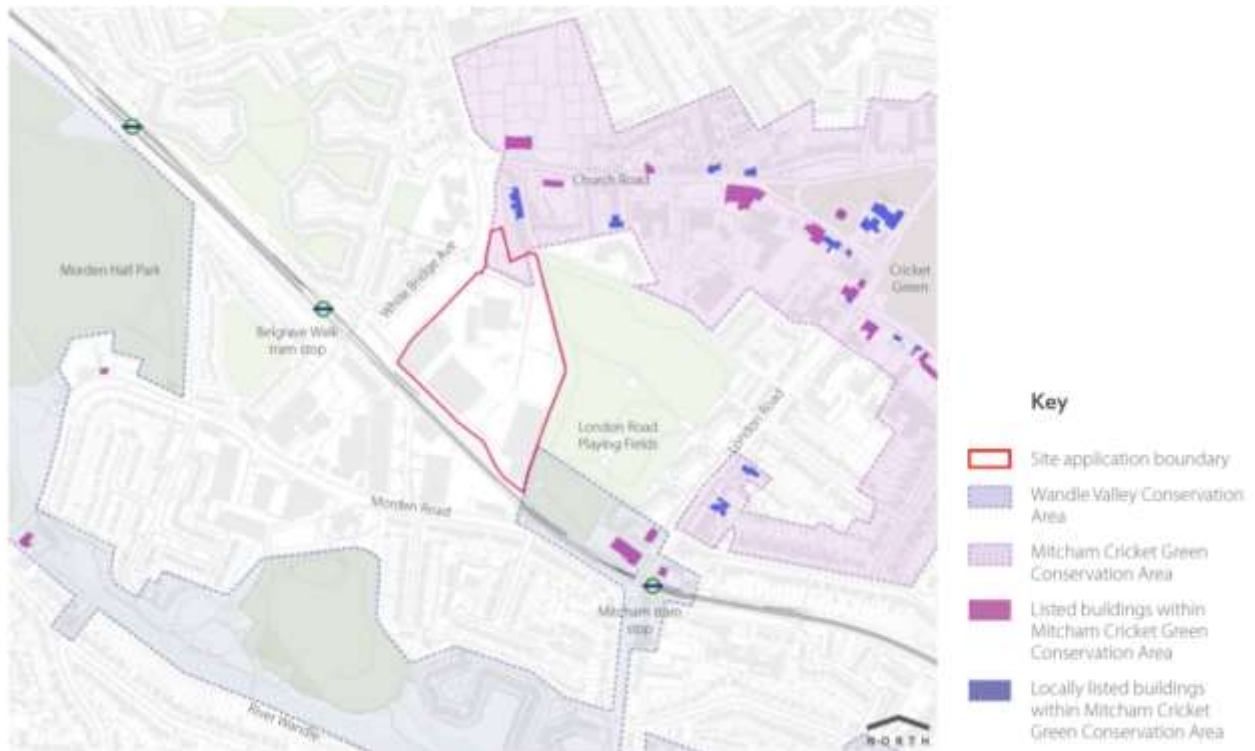 Church Road
Morden Hall Park
White Bridge Ave
Cricket
Green
Belgrave Walk
tram stop
London Road
London Road
Playing Fields
Morden Road
Mitcham tram
stop
River Wandle
NORTH
Key
Site application boundary
Wandle Valley Conservation
Area
Mitcham Cricket Green
Conservation Area
Listed buildings within
Mitcham Cricket Green
Conservation Area
Locally listed buildings
within Mitcham Cricket
Green Conservation Area